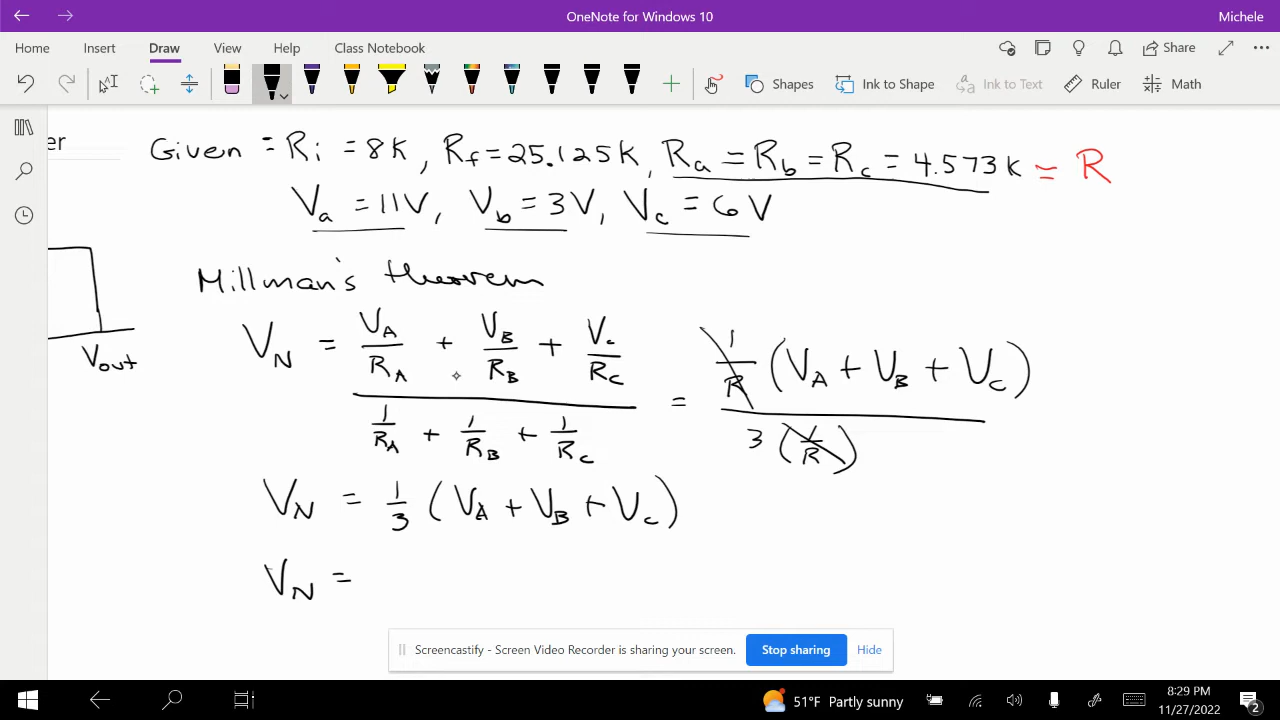 OneNote for Windows 10
Michele
Home Insert Draw View Help Class Notebook Share
Shapes Ink to Shape Ink to Text Ruler Math
er
Given = Ri = 8K, Rf = 25.125K, Ra = Rb = Rc = 4.573K = R
Va = 11V, Vb = 3V, Vc = 6V
Millman's theorem
Vout
VN = (VA/RA + VB/RB + Vc/Rc) / (1/RA + 1/RB + 1/Rc) = 1/R (VA + VB + Vc) / 3 (1/R)
VN = 1/3 (VA + VB + Vc)
VN =
Screencastify - Screen Video Recorder is sharing your screen. Stop sharing Hide
51°F Partly sunny
8:29 PM
11/27/2022
2